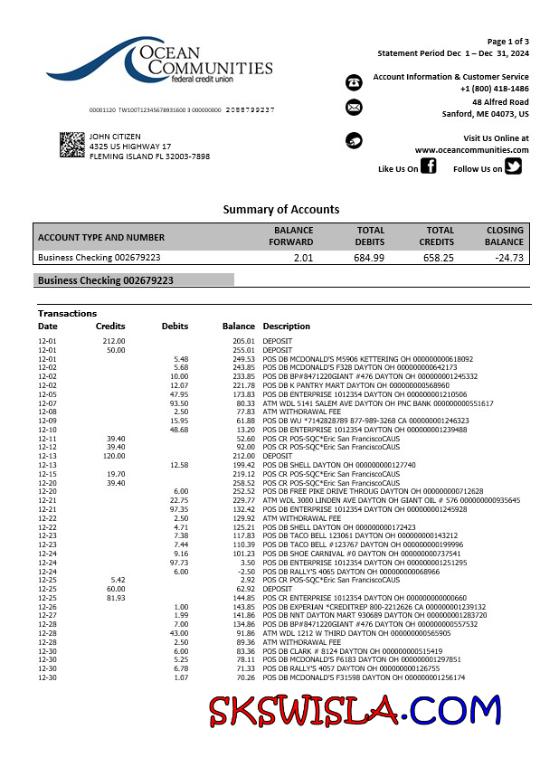 OCEAN
COMMUNITIES
federal credit union
Page 1 of 3
Statement Period Dec 1 – Dec 31, 2024
Account Information & Customer Service
+1 (800) 418-1486
48 Alfred Road
Sanford, ME 04073, US
Visit Us Online at
www.oceancommunities.com
Like Us On f Follow us on
00001120 TW100T12345678931600 3 000000800 2088799237
JOHN CITIZEN
4325 US HIGHWAY 17
FLEMING ISLAND FL 32003-7898
Summary of Accounts
ACCOUNT TYPE AND NUMBER BALANCE FORWARD TOTAL DEBITS TOTAL CREDITS CLOSING BALANCE
Business Checking 002679223 2.01 684.99 658.25 -24.73
Business Checking 002679223
Transactions
Date Credits Debits Balance Description
12-01 212.00 205.01 DEPOSIT
12-01 50.00 255.01 DEPOSIT
12-01 5.48 249.53 POS DB MCDONALD'S M5906 KETTERING OH 000000000618092
12-02 5.68 243.85 POS DB MCDONALD'S F328 DAYTON OH 000000000642173
12-02 10.00 233.85 POS DB BP#8471220GIANT #476 DAYTON OH 000000001245332
12-02 12.07 221.78 POS DB K PANTRY MART DAYTON OH 000000000568960
12-05 47.95 173.83 POS DB ENTERPRISE 1012354 DAYTON OH 000000001210506
12-07 93.50 80.33 ATM WDL 5141 SALEM AVE DAYTON OH PNC BANK 000000000551617
12-08 2.50 77.83 ATM WITHDRAWAL FEE
12-09 15.95 61.88 POS DB WU *7142828789 877-989-3268 CA 000000001246323
12-10 48.68 13.20 POS DB ENTERPRISE 1012354 DAYTON OH 000000001239488
12-11 39.40 52.60 POS CR POS-SQC*Eric San FranciscoCAUS
12-12 39.40 92.00 POS CR POS-SQC*Eric San FranciscoCAUS
12-13 120.00 212.00 DEPOSIT
12-13 12.58 199.42 POS DB SHELL DAYTON OH 000000000127740
12-15 19.70 219.12 POS CR POS-SQC*Eric San FranciscoCAUS
12-20 39.40 258.52 POS CR POS-SQC*Eric San FranciscoCAUS
12-20 6.00 252.52 POS DB FREE PIKE DRIVE THROUG DAYTON OH 000000000712628
12-21 22.75 229.77 ATM WDL 3000 LINDEN AVE DAYTON OH GIANT OIL # 576 000000000935645
12-21 97.35 132.42 POS DB ENTERPRISE 1012354 DAYTON OH 000000001245928
12-22 2.50 129.92 ATM WITHDRAWAL FEE
12-22 4.71 125.21 POS DB SHELL DAYTON OH 000000000172423
12-23 7.38 117.83 POS DB TACO BELL 123061 DAYTON OH 000000000143212
12-23 7.44 110.39 POS DB TACO BELL #123767 DAYTON OH 000000000199996
12-24 9.16 101.23 POS DB SHOE CARNIVAL #0 DAYTON OH 000000000737541
12-24 97.73 3.50 POS DB ENTERPRISE 1012354 DAYTON OH 000000001251295
12-24 6.00 -2.50 POS DB RALLY'S 4065 DAYTON OH 000000000068966
12-25 5.42 2.92 POS CR POS-SQC*Eric San FranciscoCAUS
12-25 60.00 62.92 DEPOSIT
12-25 81.93 144.85 POS CR ENTERPRISE 1012354 DAYTON OH 000000000000660
12-26 1.00 143.85 POS DB EXPERIAN *CREDITREP 800-2212626 CA 000000001239132
12-27 1.99 141.86 POS DB NNT DAYTON MART 930689 DAYTON OH 000000001283720
12-28 7.00 134.86 POS DB BP#8471220GIANT #476 DAYTON OH 000000000557532
12-28 43.00 91.86 ATM WDL 1212 W THIRD DAYTON OH 000000000565905
12-28 2.50 89.36 ATM WITHDRAWAL FEE
12-30 6.00 83.36 POS DB CLARK # 8124 DAYTON OH 000000000515419
12-30 5.25 78.11 POS DB MCDONALD'S F6183 DAYTON OH 000000001297851
12-30 6.78 71.33 POS DB RALLY'S 4057 DAYTON OH 000000000126755
12-30 1.07 70.26 POS DB MCDONALD'S F31598 DAYTON OH 000000001256174
SKSWISLA.COM